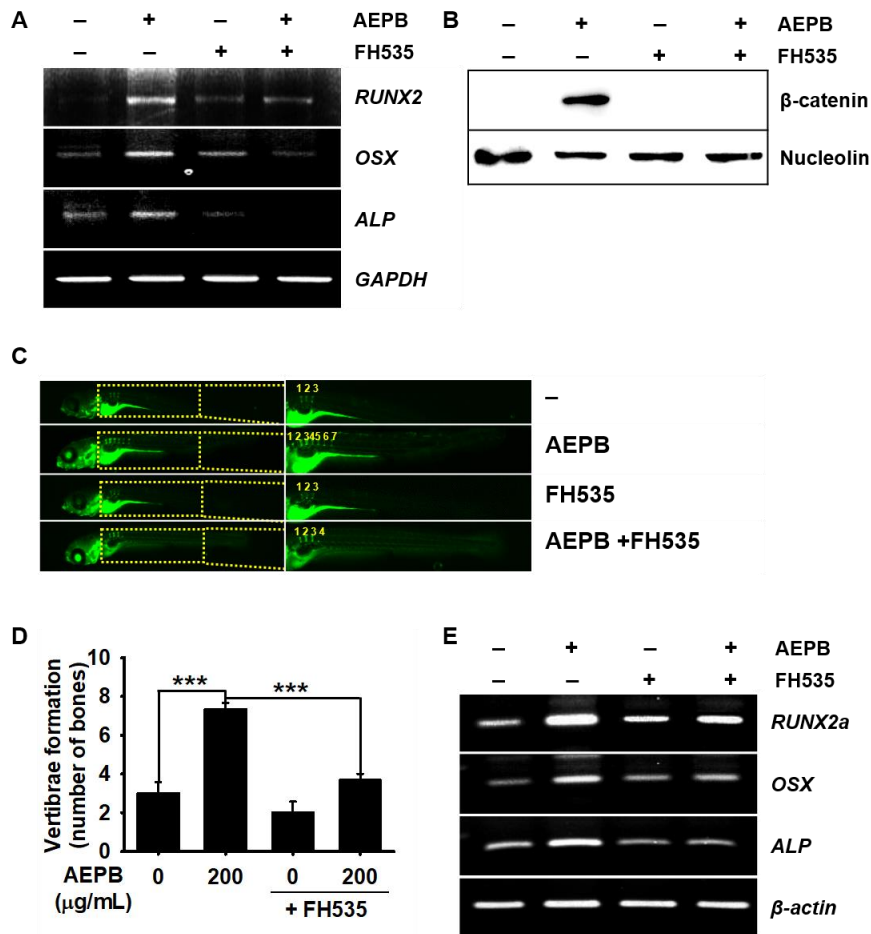 A
– + – + AEPB
– – + + FH535
RUNX2
OSX
ALP
GAPDH
B
– + – + AEPB
– – + + FH535
β-catenin
Nucleolin
C
1 2 3
–
1 2 3 4 5 6 7
AEPB
1 2 3
FH535
1 2 3 4
AEPB +FH535
D
Vertibrae formation
(number of bones)
10
8
6
4
2
0
*** ***
AEPB 0 200 0 200
(μg/mL) + FH535
E
– + – + AEPB
– – + + FH535
RUNX2a
OSX
ALP
β-actin